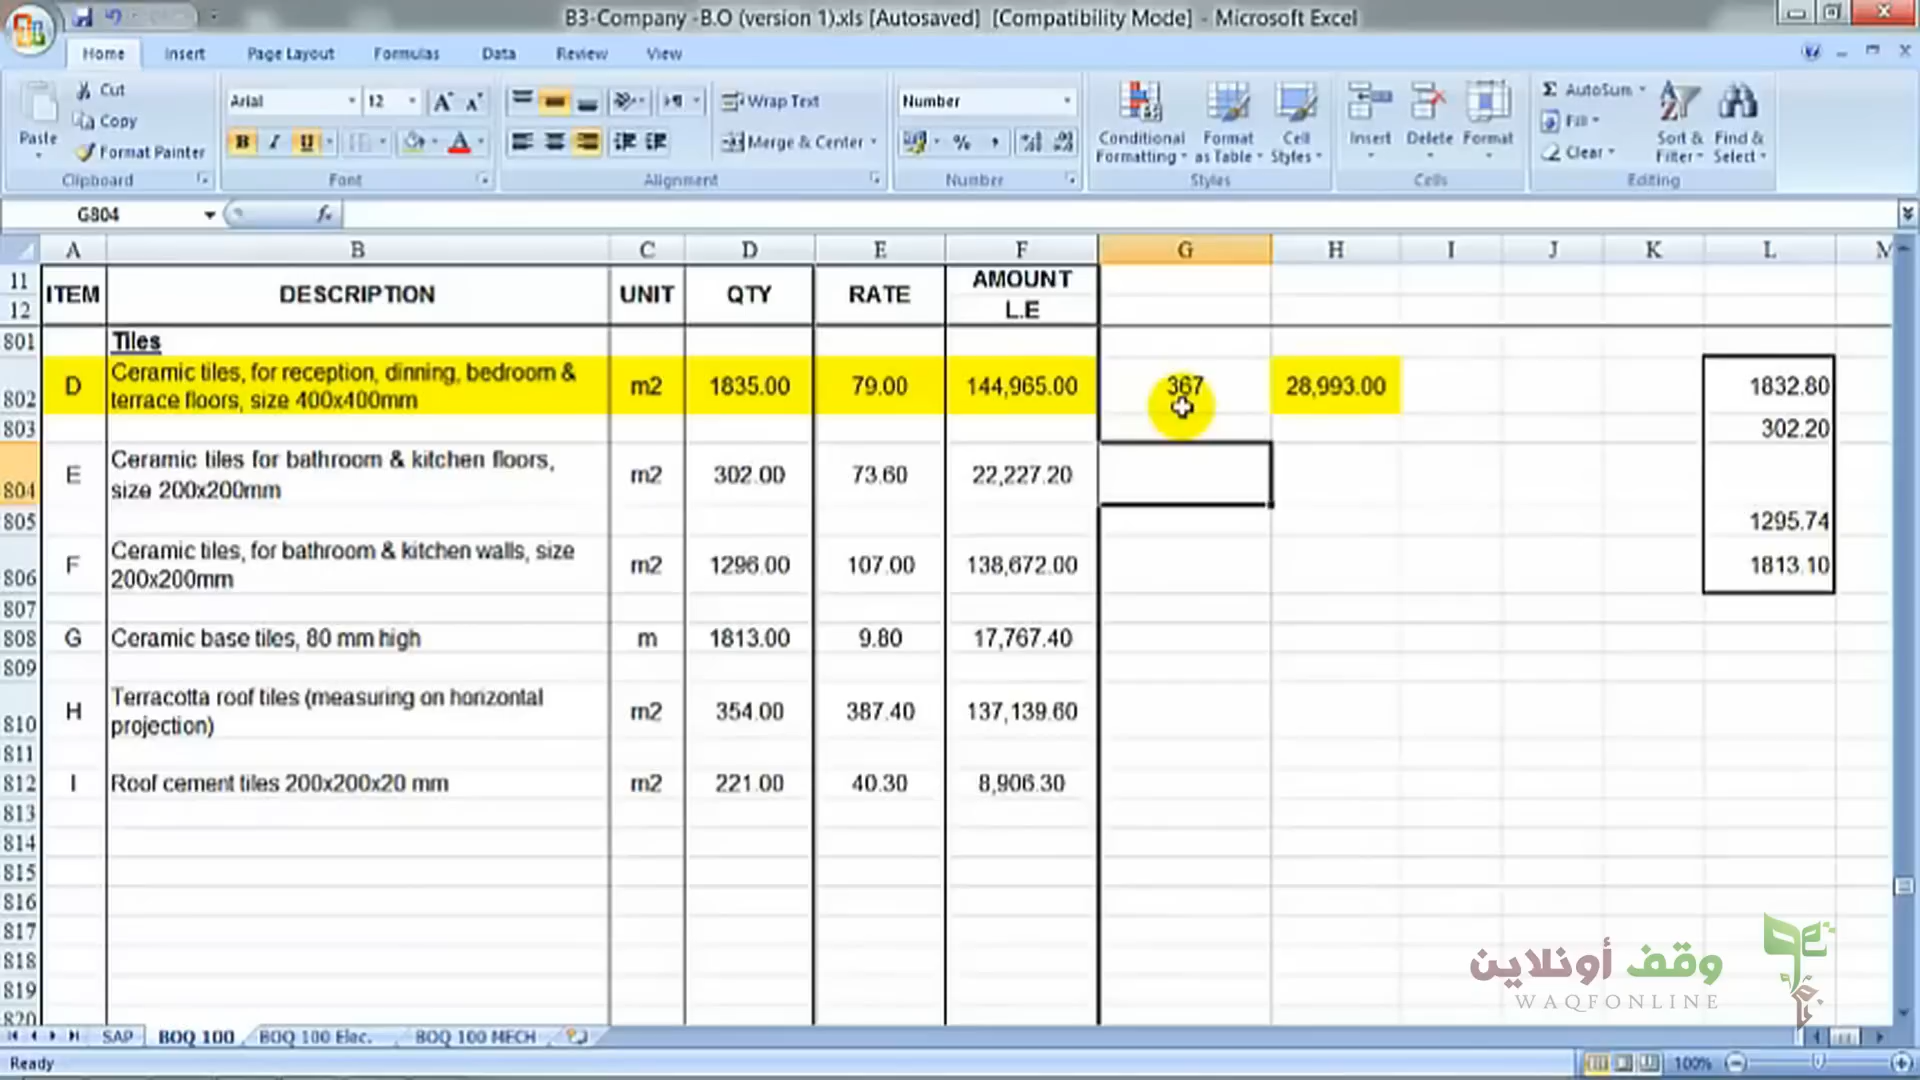 B3-Company -B.O (version 1).xls [Autosaved] [Compatibility Mode] - Microsoft Excel
Home Insert Page Layout Formulas Data Review View
Paste Cut Copy Format Painter
Arial 12
B I U
Wrap Text
Merge & Center
Number
Conditional Formatting
Format as Table
Cell Styles
Insert Delete Format
AutoSum
Fill
Clear
Sort & Filter
Find & Select
Clipboard Font Alignment Number Styles Cells Editing
G804 fx
A B C D E F G H I J K L M
11
12
ITEM DESCRIPTION UNIT QTY RATE AMOUNT L.E
801 Tiles
802 D Ceramic tiles, for reception, dinning, bedroom & m2 1835.00 79.00 144,965.00 367 28,993.00 1832.80
terrace floors, size 400x400mm
803 302.20
804 E Ceramic tiles for bathroom & kitchen floors, m2 302.00 73.60 22,227.20
size 200x200mm
805 1295.74
806 F Ceramic tiles, for bathroom & kitchen walls, size m2 1296.00 107.00 138,672.00 1813.10
200x200mm
807
808 G Ceramic base tiles, 80 mm high m 1813.00 9.80 17,767.40
809
810 H Terracotta roof tiles (measuring on horizontal m2 354.00 387.40 137,139.60
projection)
811
812 I Roof cement tiles 200x200x20 mm m2 221.00 40.30 8,906.30
813
814
815
816
817
818
819
820
وقف أونلاين
WAQFONLINE
SAP BOQ 100 BOQ 100 Elec. BOQ 100 MECH
Ready 100%